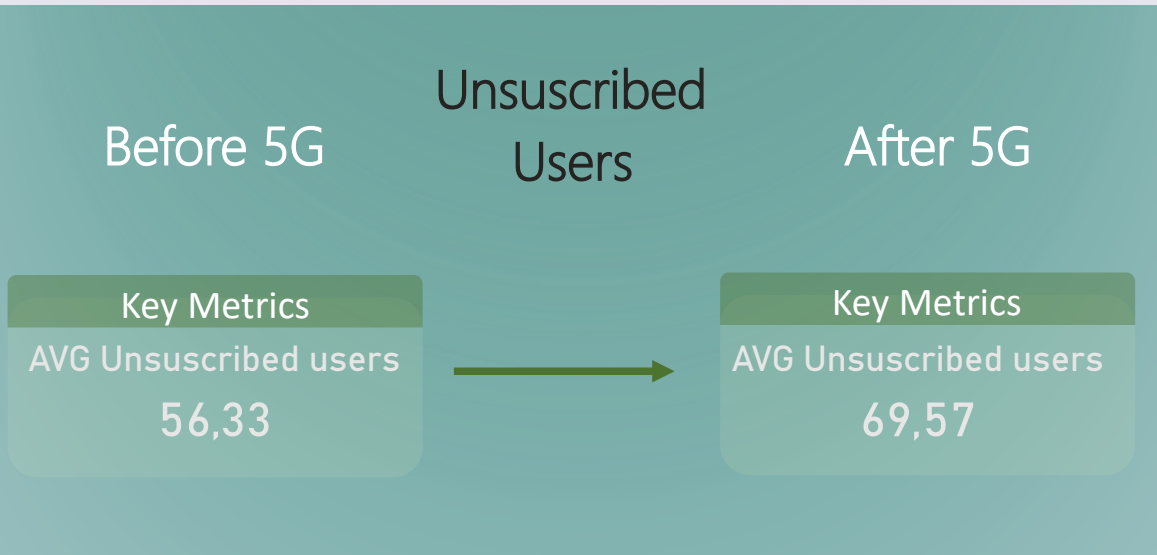 Unsuscribed
Users
Before 5G
After 5G
Key Metrics
AVG Unsuscribed users
56,33
Key Metrics
AVG Unsuscribed users
69,57